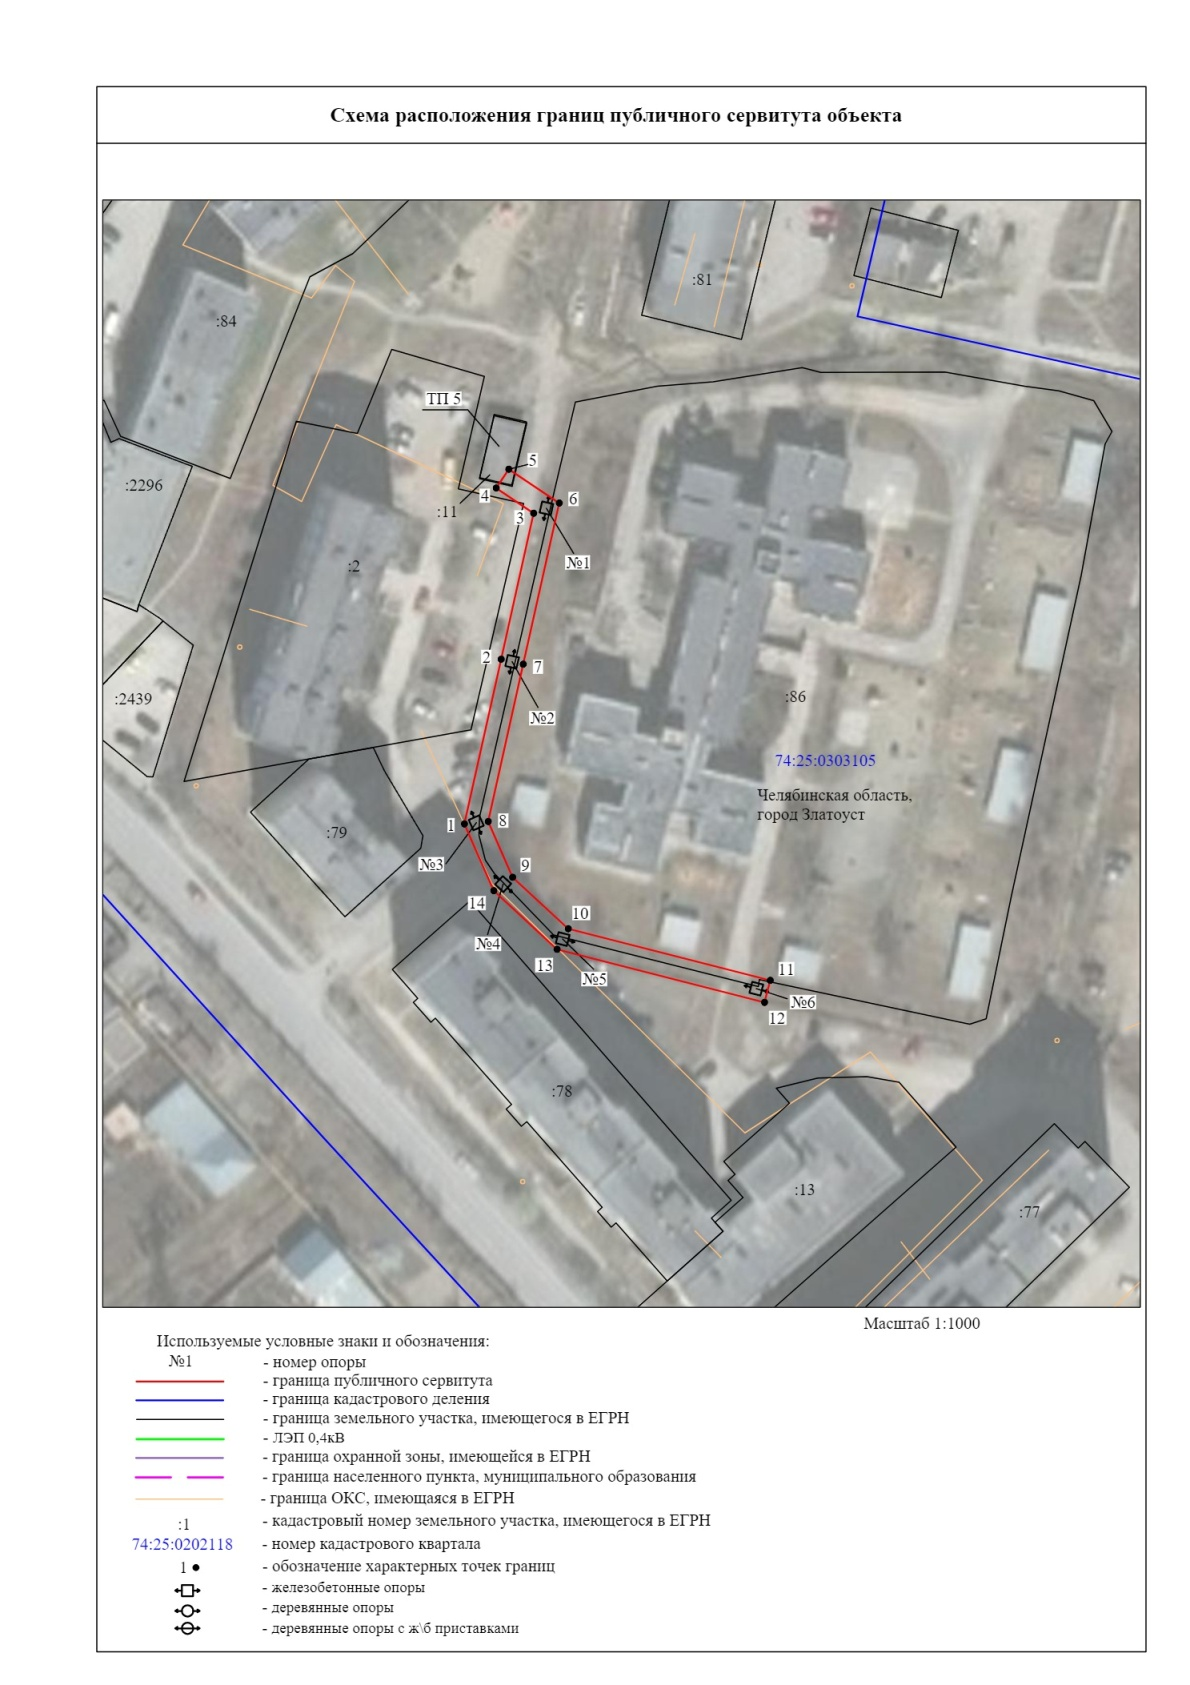 Схема расположения границ публичного сервитута объекта
:81
:84
ТП 5
5
:2296
4
6
:11
3
№1
:2
2
7
:2439
:86
№2
74:25:0303105
Челябинская область,
город Златоуст
1
8
:79
№3
9
14
10
№4
13
11
№5
№6
12
:78
:13
:77
Масштаб 1:1000
Используемые условные знаки и обозначения:
№1 - номер опоры
- граница публичного сервитута
- граница кадастрового деления
- граница земельного участка, имеющегося в ЕГРН
- ЛЭП 0,4кВ
- граница охранной зоны, имеющейся в ЕГРН
- граница населенного пункта, муниципального образования
- граница ОКС, имеющаяся в ЕГРН
:1 - кадастровый номер земельного участка, имеющегося в ЕГРН
74:25:0202118 - номер кадастрового квартала
1 - обозначение характерных точек границ
- железобетонные опоры
- деревянные опоры
- деревянные опоры с ж\б приставками